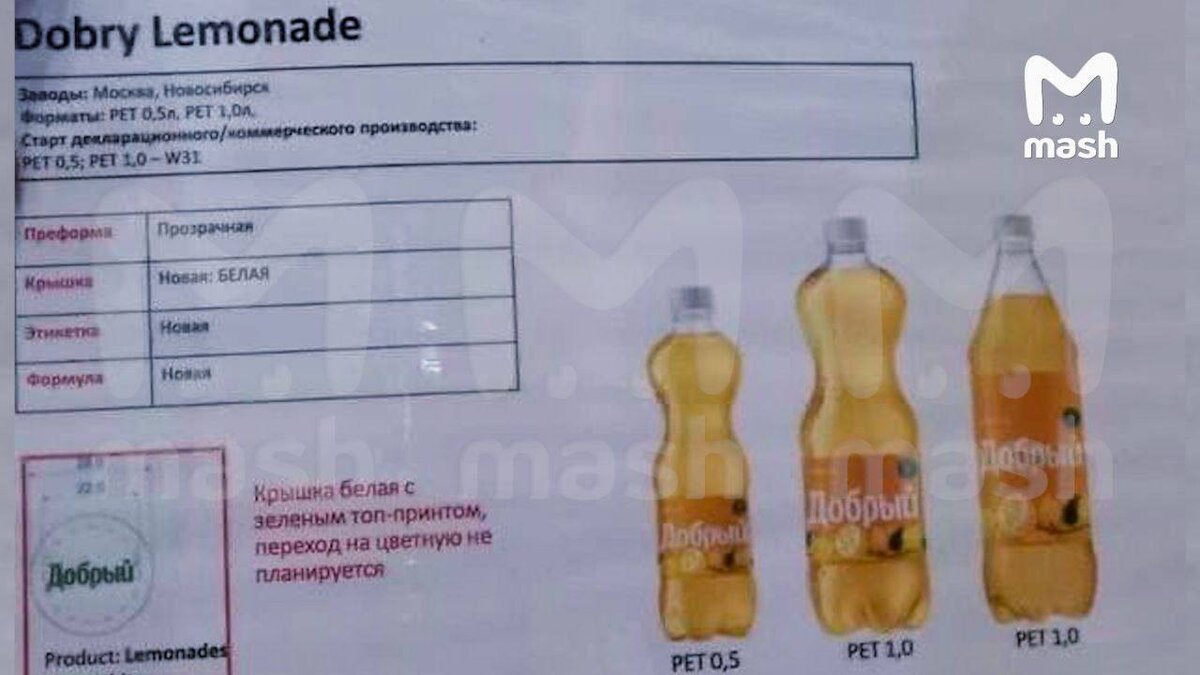 Dobry Lemonade
mash
Заводы: Москва, Новосибирск
Форматы: PET 0,5л, PET 1,0л,
Старт декларационного/коммерческого производства:
PET 0,5; PET 1,0 – W31
Преформа Прозрачная
Крышка Новая: БЕЛАЯ
Этикетка Новая
Формула Новая
mash mash mash
Добрый
Крышка белая с
зеленым топ-принтом,
переход на цветную не
планируется
Product: Lemonades
Добрый
Добрый
Добрый
PET 0,5
PET 1,0
PET 1,0